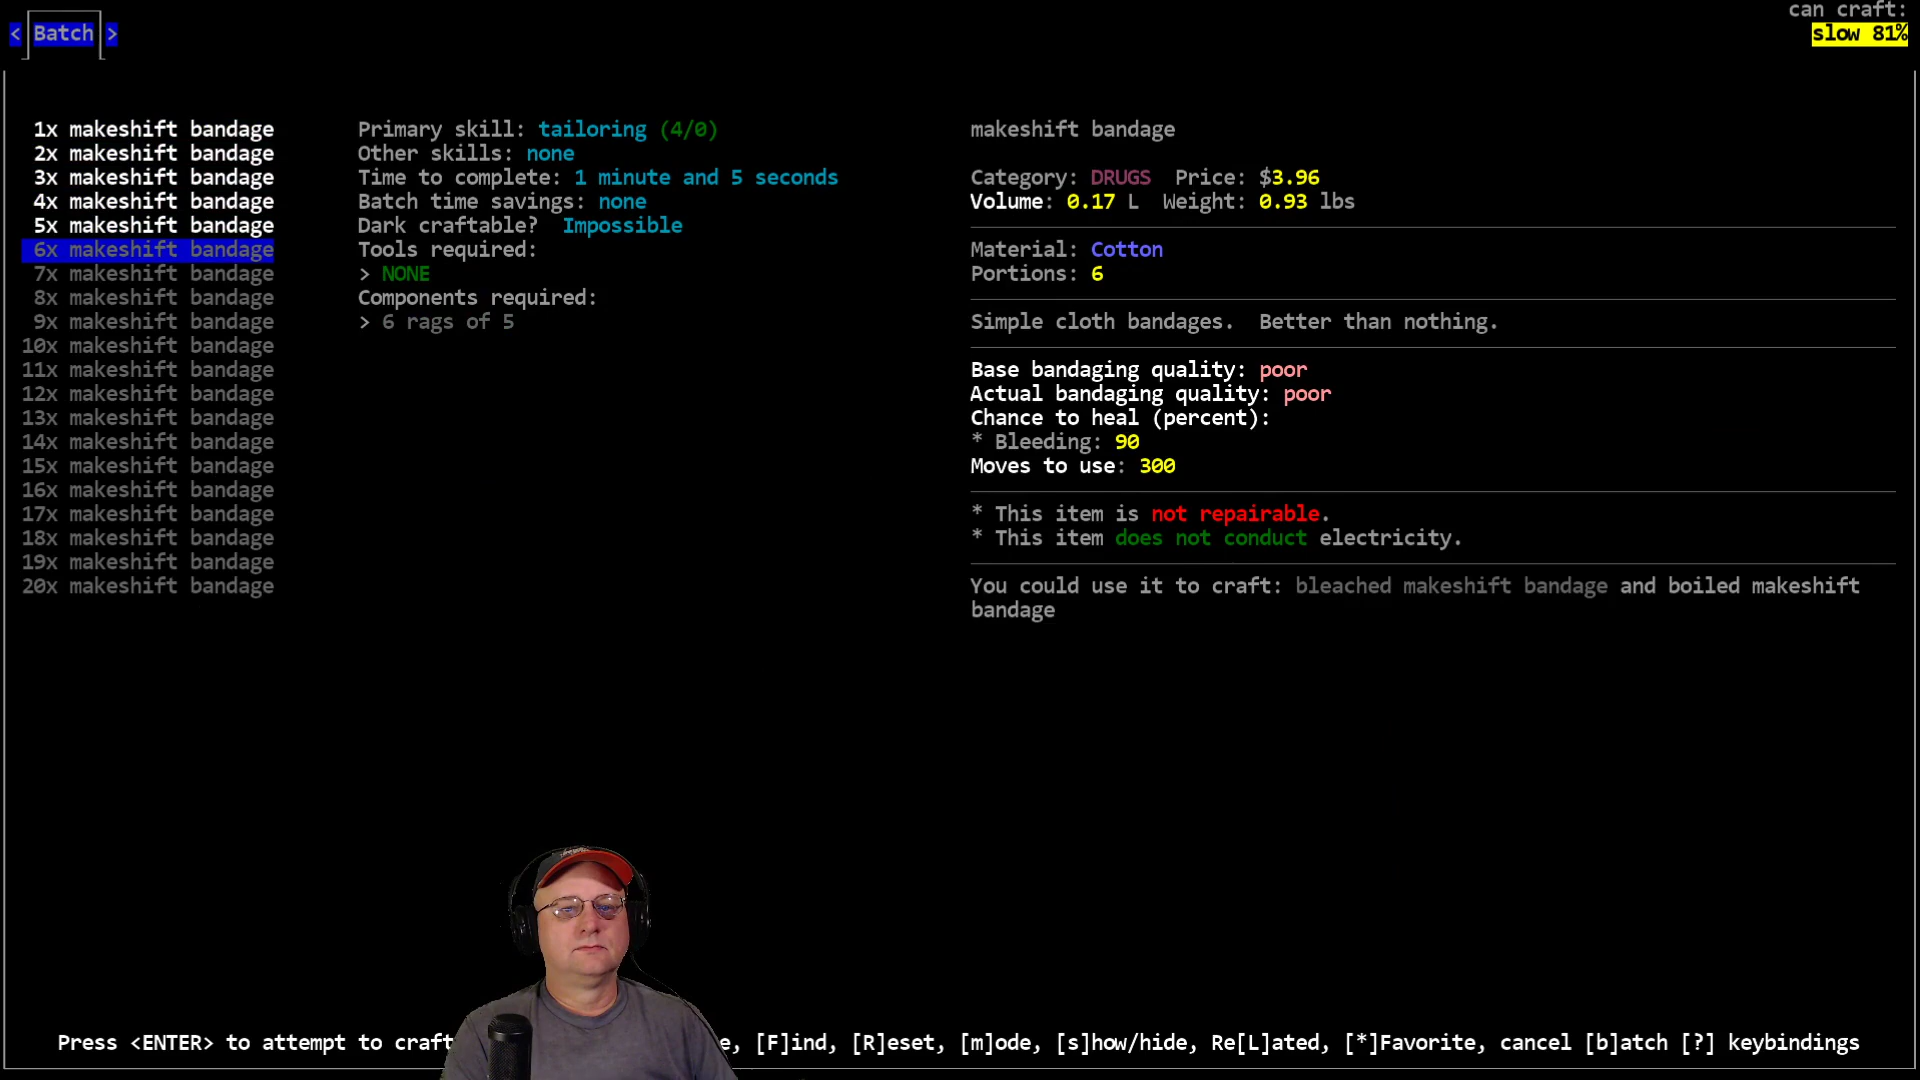 < Batch >
can craft:
slow 81%
1x makeshift bandage
2x makeshift bandage
3x makeshift bandage
4x makeshift bandage
5x makeshift bandage
6x makeshift bandage
7x makeshift bandage
8x makeshift bandage
9x makeshift bandage
10x makeshift bandage
11x makeshift bandage
12x makeshift bandage
13x makeshift bandage
14x makeshift bandage
15x makeshift bandage
16x makeshift bandage
17x makeshift bandage
18x makeshift bandage
19x makeshift bandage
20x makeshift bandage
Primary skill: tailoring (4/0)
Other skills: none
Time to complete: 1 minute and 5 seconds
Batch time savings: none
Dark craftable? Impossible
Tools required:
> NONE
Components required:
> 6 rags of 5
makeshift bandage
Category: DRUGS Price: $3.96
Volume: 0.17 L Weight: 0.93 lbs
Material: Cotton
Portions: 6
Simple cloth bandages. Better than nothing.
Base bandaging quality: poor
Actual bandaging quality: poor
Chance to heal (percent):
* Bleeding: 90
Moves to use: 300
* This item is not repairable.
* This item does not conduct electricity.
You could use it to craft: bleached makeshift bandage and boiled makeshift
bandage
Press <ENTER> to attempt to craft e, [F]ind, [R]eset, [m]ode, [s]how/hide, Re[L]ated, [*]Favorite, cancel [b]atch [?] keybindings